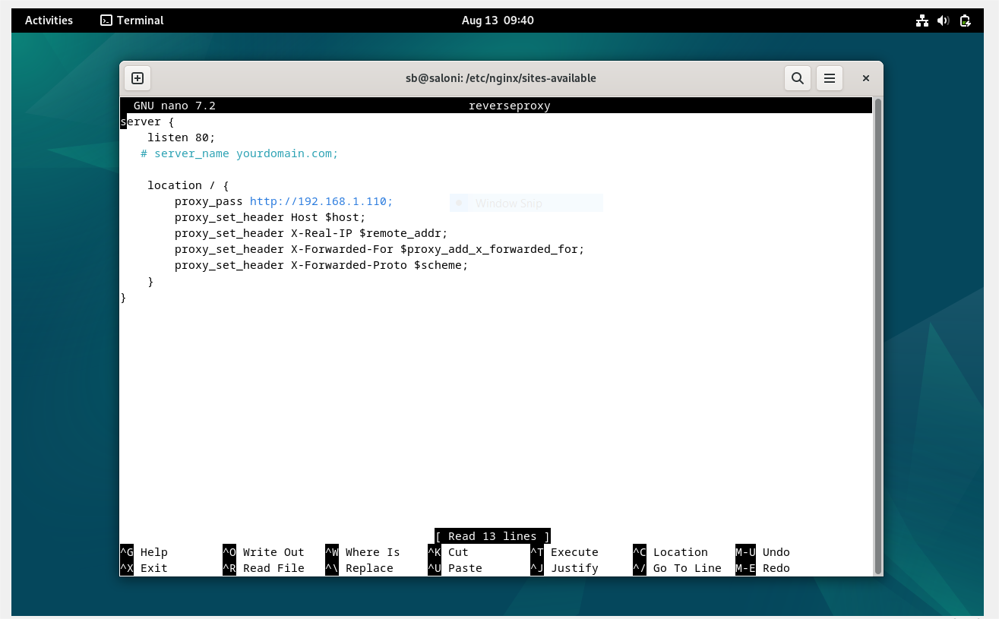 Activities Terminal Aug 13 09:40
sb@saloni: /etc/nginx/sites-available
GNU nano 7.2 reverseproxy
server {
    listen 80;
   # server_name yourdomain.com;

    location / {
        proxy_pass http://192.168.1.110;
        proxy_set_header Host $host;
        proxy_set_header X-Real-IP $remote_addr;
        proxy_set_header X-Forwarded-For $proxy_add_x_forwarded_for;
        proxy_set_header X-Forwarded-Proto $scheme;
    }
}
Window Snip
[ Read 13 lines ]
^G Help ^O Write Out ^W Where Is ^K Cut ^T Execute ^C Location M-U Undo
^X Exit ^R Read File ^\ Replace ^U Paste ^J Justify ^/ Go To Line M-E Redo